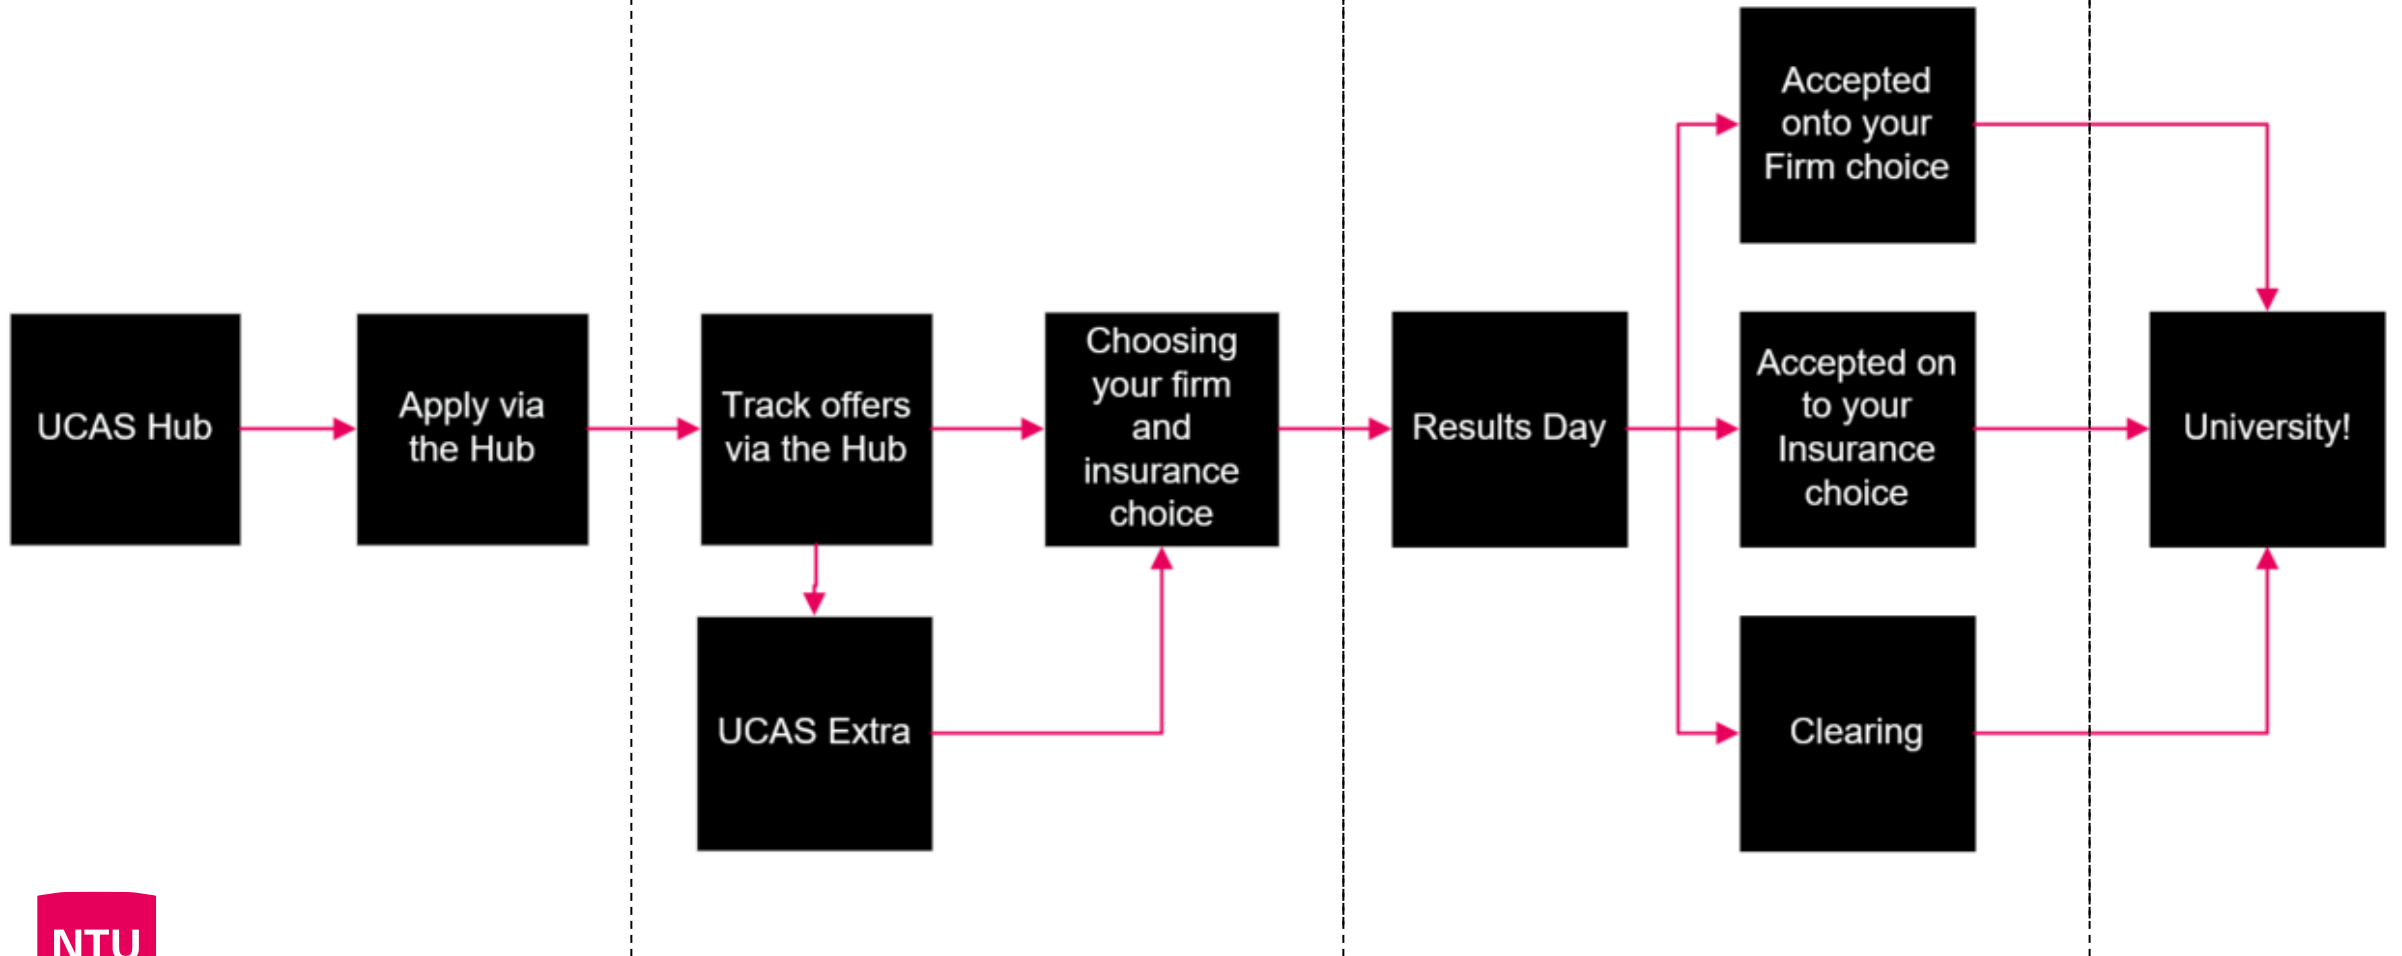 UCAS Hub
Apply via
the Hub
Track offers
via the Hub
UCAS Extra
Choosing
your firm
and
insurance
choice
Results Day
Accepted
onto your
Firm choice
Accepted on
to your
Insurance
choice
Clearing
University!
NTU